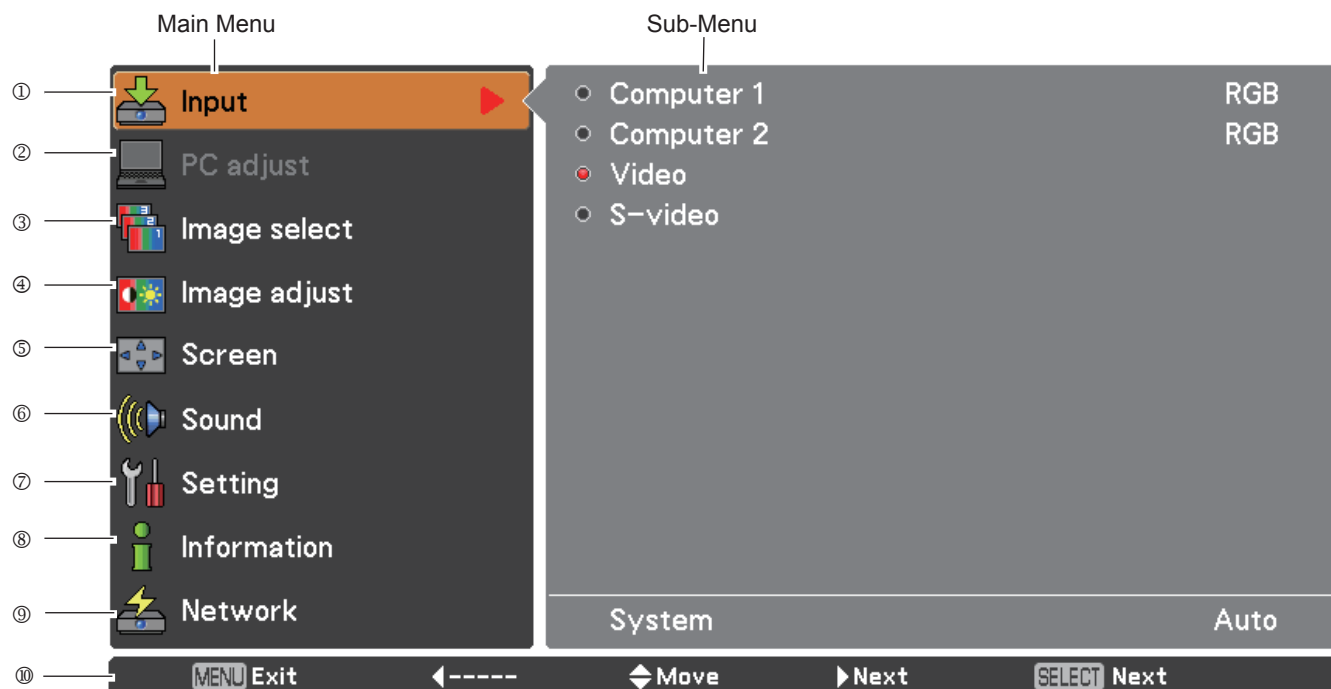 Main Menu Sub-Menu
① Input Computer 1 RGB
Computer 2 RGB
② PC adjust Video
③ Image select S-video
④ Image adjust
⑤ Screen
⑥ Sound
⑦ Setting
⑧ Information
⑨ Network System Auto
⑩ MENU Exit ◀----- Move ▶Next SELECT Next